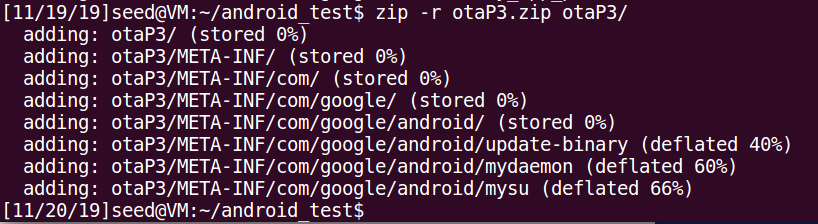 [11/19/19]seed@VM:~/android_test$ zip -r otaP3.zip otaP3/
  adding: otaP3/ (stored 0%)
  adding: otaP3/META-INF/ (stored 0%)
  adding: otaP3/META-INF/com/ (stored 0%)
  adding: otaP3/META-INF/com/google/ (stored 0%)
  adding: otaP3/META-INF/com/google/android/ (stored 0%)
  adding: otaP3/META-INF/com/google/android/update-binary (deflated 40%)
  adding: otaP3/META-INF/com/google/android/mydaemon (deflated 60%)
  adding: otaP3/META-INF/com/google/android/mysu (deflated 66%)
[11/20/19]seed@VM:~/android_test$